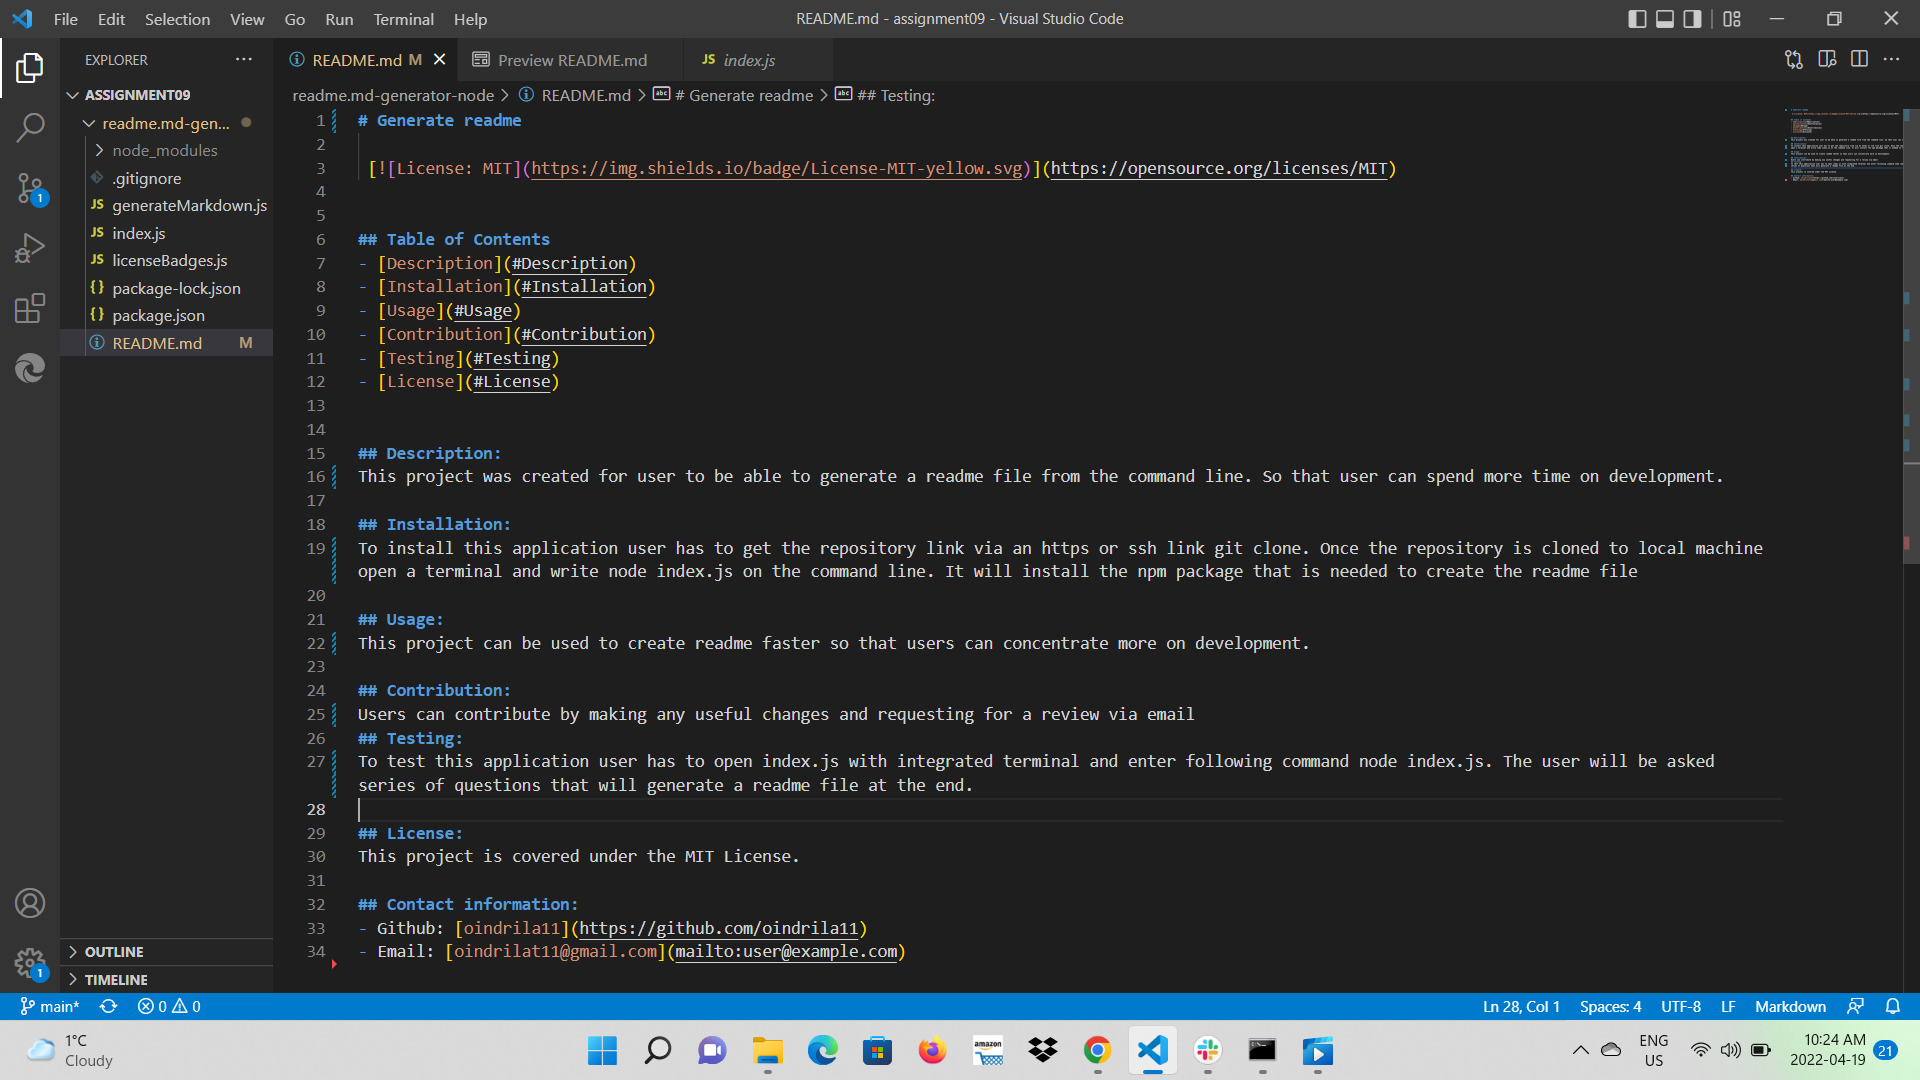 File Edit Selection View Go Run Terminal Help
README.md - assignment09 - Visual Studio Code
EXPLORER
README.md M
Preview README.md
JS index.js
ASSIGNMENT09
readme.md-gen...
node_modules
.gitignore
JS generateMarkdown.js
JS index.js
JS licenseBadges.js
{} package-lock.json
{} package.json
README.md M
OUTLINE
TIMELINE
1
1
readme.md-generator-node > README.md > # Generate readme > ## Testing:
1 # Generate readme
2
3 [![License: MIT](https://img.shields.io/badge/License-MIT-yellow.svg)](https://opensource.org/licenses/MIT)
4
5
6 ## Table of Contents
7 - [Description](#Description)
8 - [Installation](#Installation)
9 - [Usage](#Usage)
10 - [Contribution](#Contribution)
11 - [Testing](#Testing)
12 - [License](#License)
13
14
15 ## Description:
16 This project was created for user to be able to generate a readme file from the command line. So that user can spend more time on development.
17
18 ## Installation:
19 To install this application user has to get the repository link via an https or ssh link git clone. Once the repository is cloned to local machine
open a terminal and write node index.js on the command line. It will install the npm package that is needed to create the readme file
20
21 ## Usage:
22 This project can be used to create readme faster so that users can concentrate more on development.
23
24 ## Contribution:
25 Users can contribute by making any useful changes and requesting for a review via email
26 ## Testing:
27 To test this application user has to open index.js with integrated terminal and enter following command node index.js. The user will be asked
series of questions that will generate a readme file at the end.
28
29 ## License:
30 This project is covered under the MIT License.
31
32 ## Contact information:
33 - Github: [oindrila11](https://github.com/oindrila11)
34 - Email: [oindrilat11@gmail.com](mailto:user@example.com)
main* 0 0
Ln 28, Col 1 Spaces: 4 UTF-8 LF Markdown
1°C
Cloudy
amazon
ENG
US
10:24 AM
2022-04-19
21